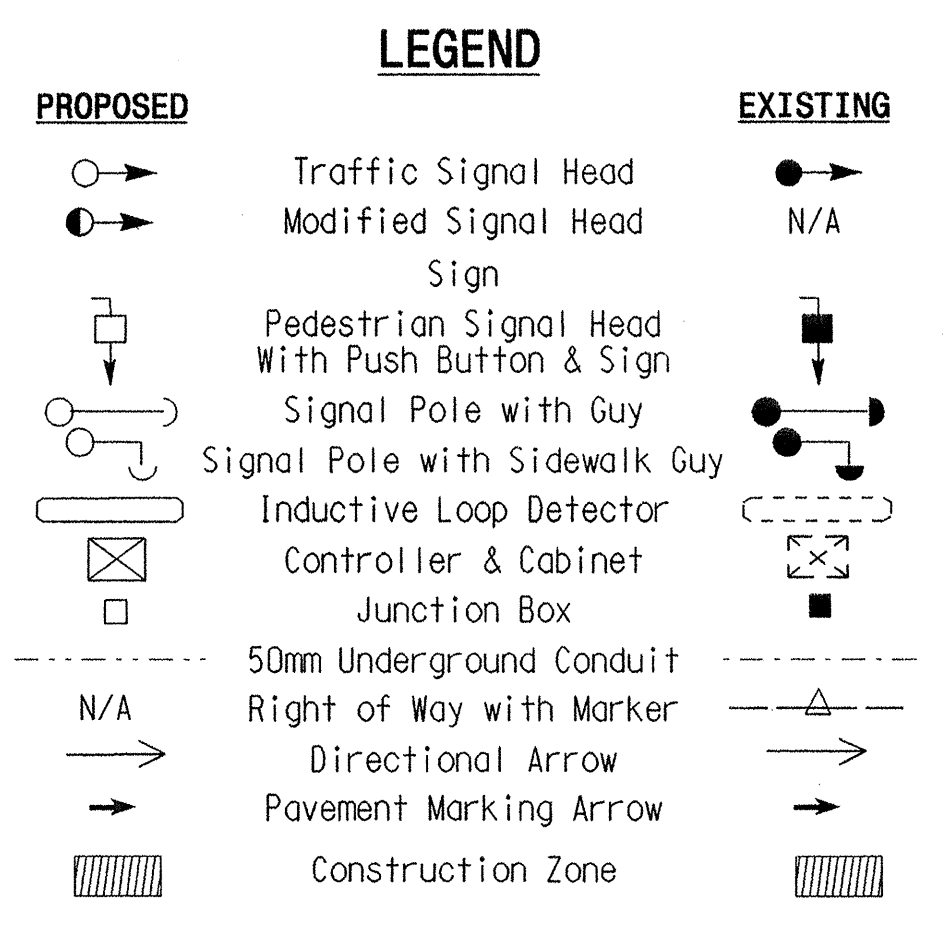 LEGEND
PROPOSED EXISTING
Traffic Signal Head
Modified Signal Head N/A
Sign
Pedestrian Signal Head
With Push Button & Sign
Signal Pole with Guy
Signal Pole with Sidewalk Guy
Inductive Loop Detector
Controller & Cabinet
Junction Box
50mm Underground Conduit
N/A Right of Way with Marker
Directional Arrow
Pavement Marking Arrow
Construction Zone